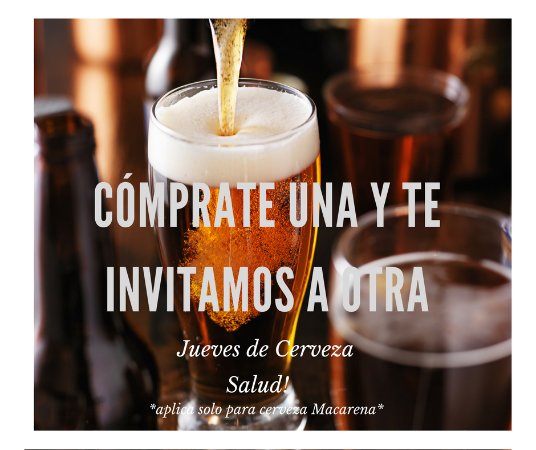 CÓMPRATE UNA Y TE
INVITAMOS A OTRA
Jueves de Cerveza
Salud!
*aplica solo para cerveza Macarena*